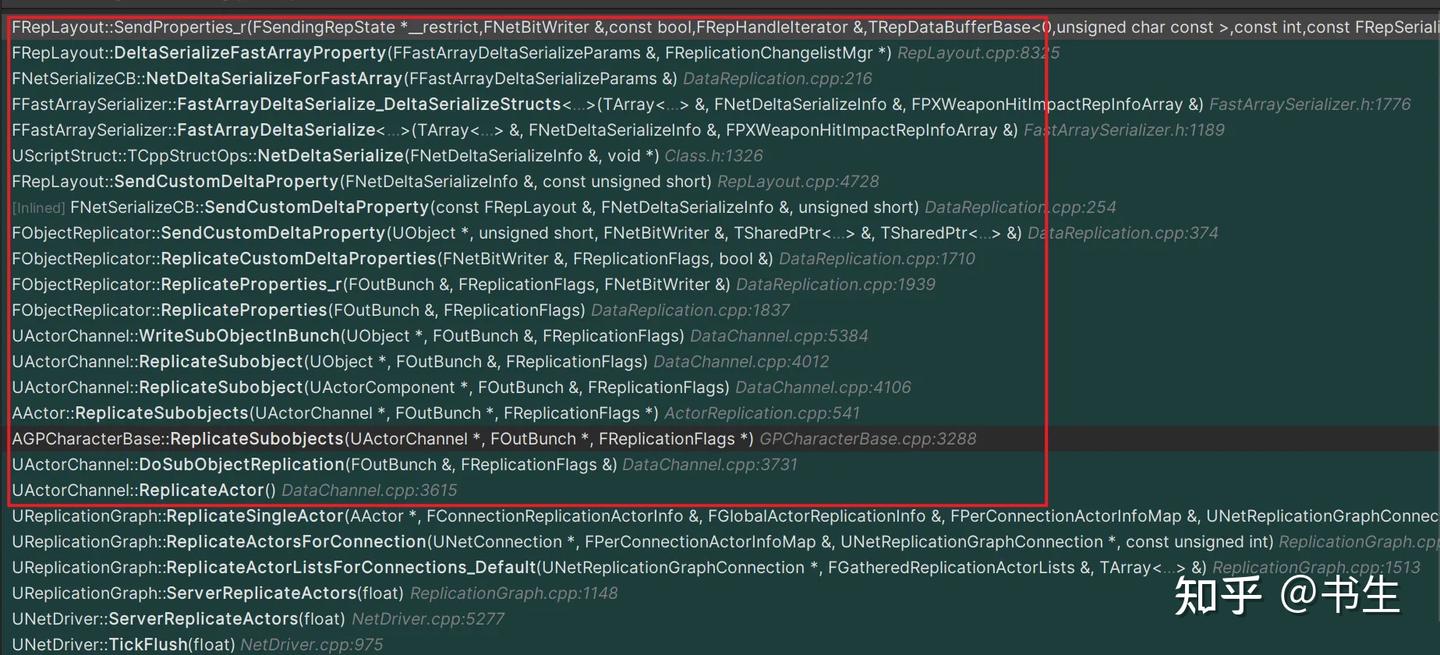 FRepLayout::SendProperties_r(FSendingRepState *__restrict,FNetBitWriter &,const bool,FRepHandleIterator &,TRepDataBufferBase<0,unsigned char const >,const int,const FRepSeriali
FRepLayout::DeltaSerializeFastArrayProperty(FFastArrayDeltaSerializeParams &, FReplicationChangelistMgr *) RepLayout.cpp:8325
FNetSerializeCB::NetDeltaSerializeForFastArray(FFastArrayDeltaSerializeParams &) DataReplication.cpp:216
FFastArraySerializer::FastArrayDeltaSerialize_DeltaSerializeStructs<...>(TArray<...> &, FNetDeltaSerializeInfo &, FPXWeaponHitImpactRepInfoArray &) FastArraySerializer.h:1776
FFastArraySerializer::FastArrayDeltaSerialize<...>(TArray<...> &, FNetDeltaSerializeInfo &, FPXWeaponHitImpactRepInfoArray &) FastArraySerializer.h:1189
UScriptStruct::TCppStructOps::NetDeltaSerialize(FNetDeltaSerializeInfo &, void *) Class.h:1326
FRepLayout::SendCustomDeltaProperty(FNetDeltaSerializeInfo &, const unsigned short) RepLayout.cpp:4728
[Inlined] FNetSerializeCB::SendCustomDeltaProperty(const FRepLayout &, FNetDeltaSerializeInfo &, unsigned short) DataReplication.cpp:254
FObjectReplicator::SendCustomDeltaProperty(UObject *, unsigned short, FNetBitWriter &, TSharedPtr<...> &, TSharedPtr<...> &) DataReplication.cpp:374
FObjectReplicator::ReplicateCustomDeltaProperties(FNetBitWriter &, FReplicationFlags, bool &) DataReplication.cpp:1710
FObjectReplicator::ReplicateProperties_r(FOutBunch &, FReplicationFlags, FNetBitWriter &) DataReplication.cpp:1939
FObjectReplicator::ReplicateProperties(FOutBunch &, FReplicationFlags) DataReplication.cpp:1837
UActorChannel::WriteSubObjectInBunch(UObject *, FOutBunch &, FReplicationFlags) DataChannel.cpp:5384
UActorChannel::ReplicateSubobject(UObject *, FOutBunch &, FReplicationFlags) DataChannel.cpp:4012
UActorChannel::ReplicateSubobject(UActorComponent *, FOutBunch &, FReplicationFlags) DataChannel.cpp:4106
AActor::ReplicateSubobjects(UActorChannel *, FOutBunch *, FReplicationFlags *) ActorReplication.cpp:541
AGPCharacterBase::ReplicateSubobjects(UActorChannel *, FOutBunch *, FReplicationFlags *) GPCharacterBase.cpp:3288
UActorChannel::DoSubObjectReplication(FOutBunch &, FReplicationFlags &) DataChannel.cpp:3731
UActorChannel::ReplicateActor() DataChannel.cpp:3615
UReplicationGraph::ReplicateSingleActor(AActor *, FConnectionReplicationActorInfo &, FGlobalActorReplicationInfo &, FPerConnectionActorInfoMap &, UNetReplicationGraphConnec
UReplicationGraph::ReplicateActorsForConnection(UNetConnection *, FPerConnectionActorInfoMap &, UNetReplicationGraphConnection *, const unsigned int) ReplicationGraph.cpp
UReplicationGraph::ReplicateActorListsForConnections_Default(UNetReplicationGraphConnection *, FGatheredReplicationActorLists &, TArray<...> &) ReplicationGraph.cpp:1513
UReplicationGraph::ServerReplicateActors(float) ReplicationGraph.cpp:1148
UNetDriver::ServerReplicateActors(float) NetDriver.cpp:5277
UNetDriver::TickFlush(float) NetDriver.cpp:975
知乎 @书生